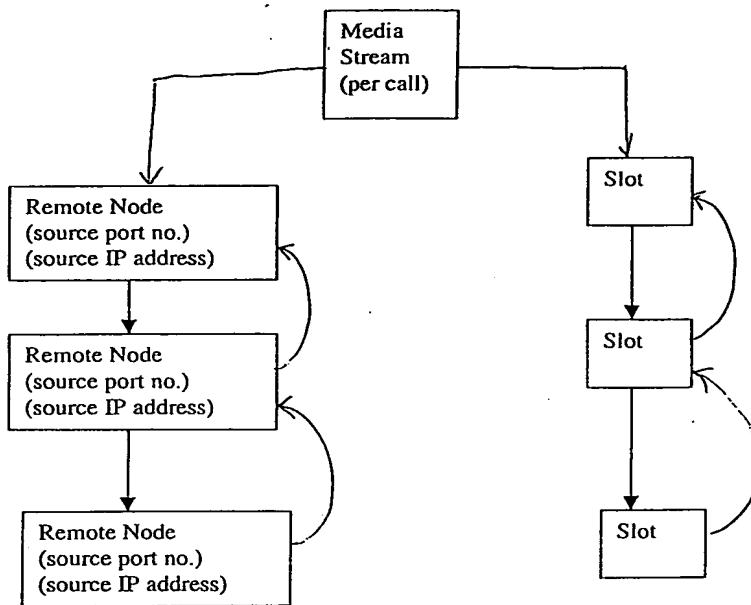 Media
Stream
(per call)
Slot
Remote Node
(source port no.)
(source IP address)
Slot
Remote Node
(source port no.)
(source IP address)
Slot
Remote Node
(source port no.)
(source IP address)